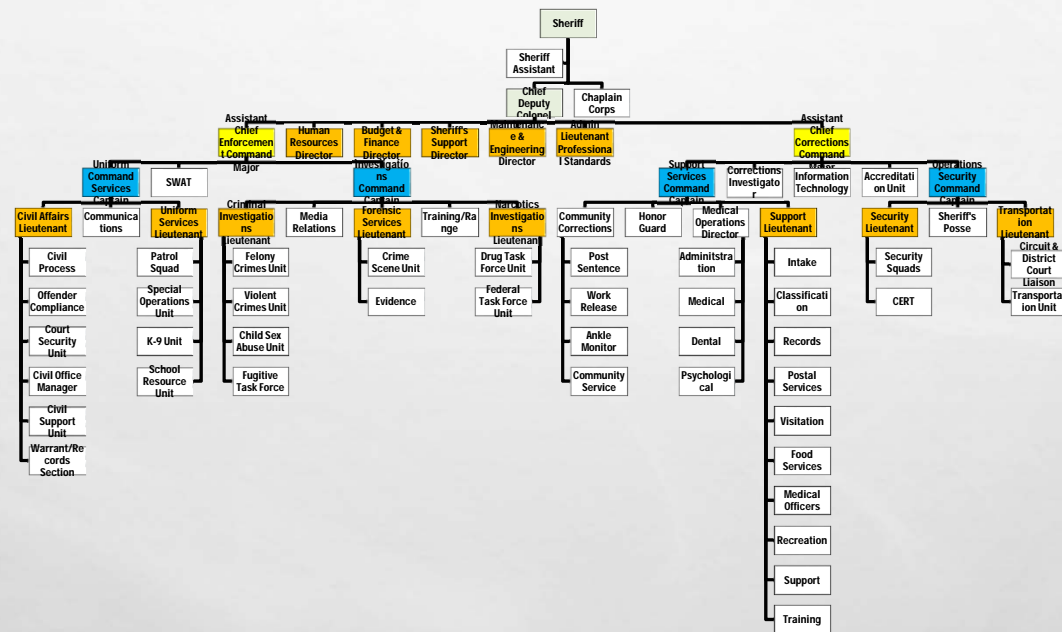 Sheriff
Sheriff
Assistant
Chief
Deputy
Colonel
Chaplain
Corps
Assistant
Chief
Enforcemen
t Command
Major
Human
Resources
Director
Budget &
Finance
Director
Sheriff's
Support
Director
Maintenanc
e &
Engineering
Director
Admin
Lieutenant
Professiona
l Standards
Assistant
Chief
Corrections
Command
Major
Uniform
Command
Services
Captain
SWAT
Investigatio
ns
Command
Captain
Support
Services
Command
Captain
Corrections
Investigato
r
Information
Technology
Accreditati
on Unit
Operations
Security
Command
Captain
Civil Affairs
Lieutenant
Communica
tions
Uniform
Services
Lieutenant
Criminal
Investigatio
ns
Lieutenant
Media
Relations
Forensic
Services
Lieutenant
Training/Ra
nge
Narcotics
Investigatio
ns
Lieutenant
Community
Corrections
Honor
Guard
Medical
Operations
Director
Support
Lieutenant
Security
Lieutenant
Sheriff's
Posse
Transportat
ion
Lieutenant
Civil
Process
Offender
Compliance
Court
Security
Unit
Civil Office
Manager
Civil
Support
Unit
Warrant/Re
cords
Section
Patrol
Squad
Special
Operations
Unit
K-9 Unit
School
Resource
Unit
Felony
Crimes Unit
Violent
Crimes Unit
Child Sex
Abuse Unit
Fugitive
Task Force
Crime
Scene Unit
Evidence
Drug Task
Force Unit
Federal
Task Force
Unit
Post
Sentence
Work
Release
Ankle
Monitor
Community
Service
Adminitstra
tion
Medical
Dental
Psychologi
cal
Intake
Classificati
on
Records
Postal
Services
Visitation
Food
Services
Medical
Officers
Recreation
Support
Training
Security
Squads
CERT
Circuit &
District
Court
Liaison
Transporta
tion Unit